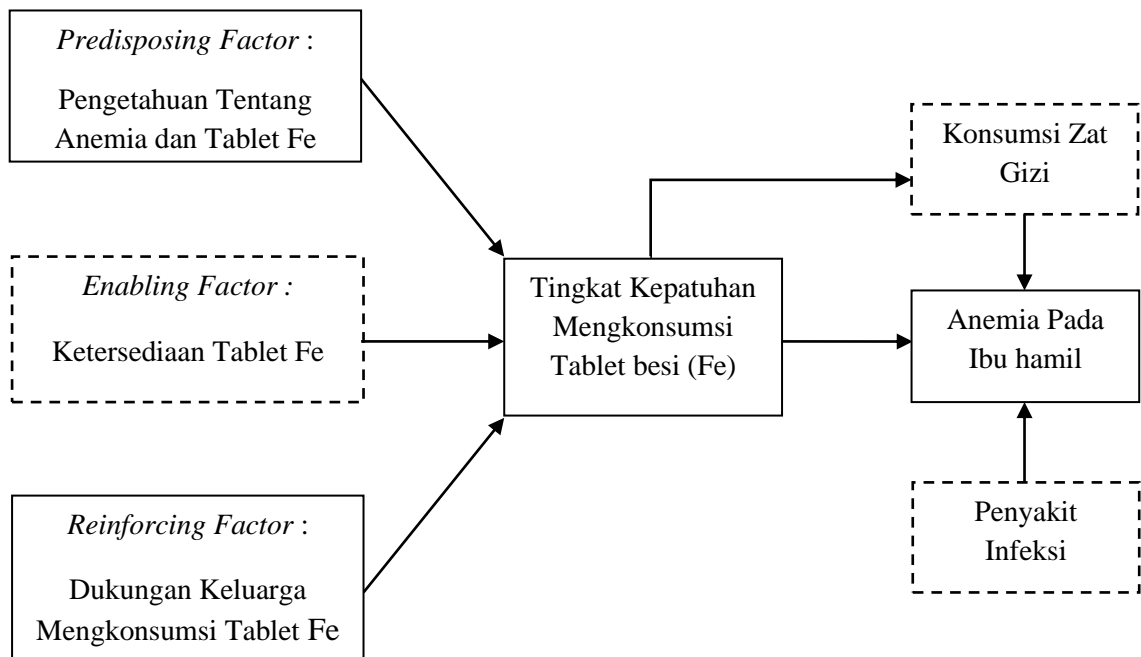 Predisposing Factor :
Pengetahuan Tentang
Anemia dan Tablet Fe
Enabling Factor :
Ketersediaan Tablet Fe
Reinforcing Factor :
Dukungan Keluarga
Mengkonsumsi Tablet Fe
Tingkat Kepatuhan
Mengkonsumsi
Tablet besi (Fe)
Konsumsi Zat
Gizi
Anemia Pada
Ibu hamil
Penyakit
Infeksi